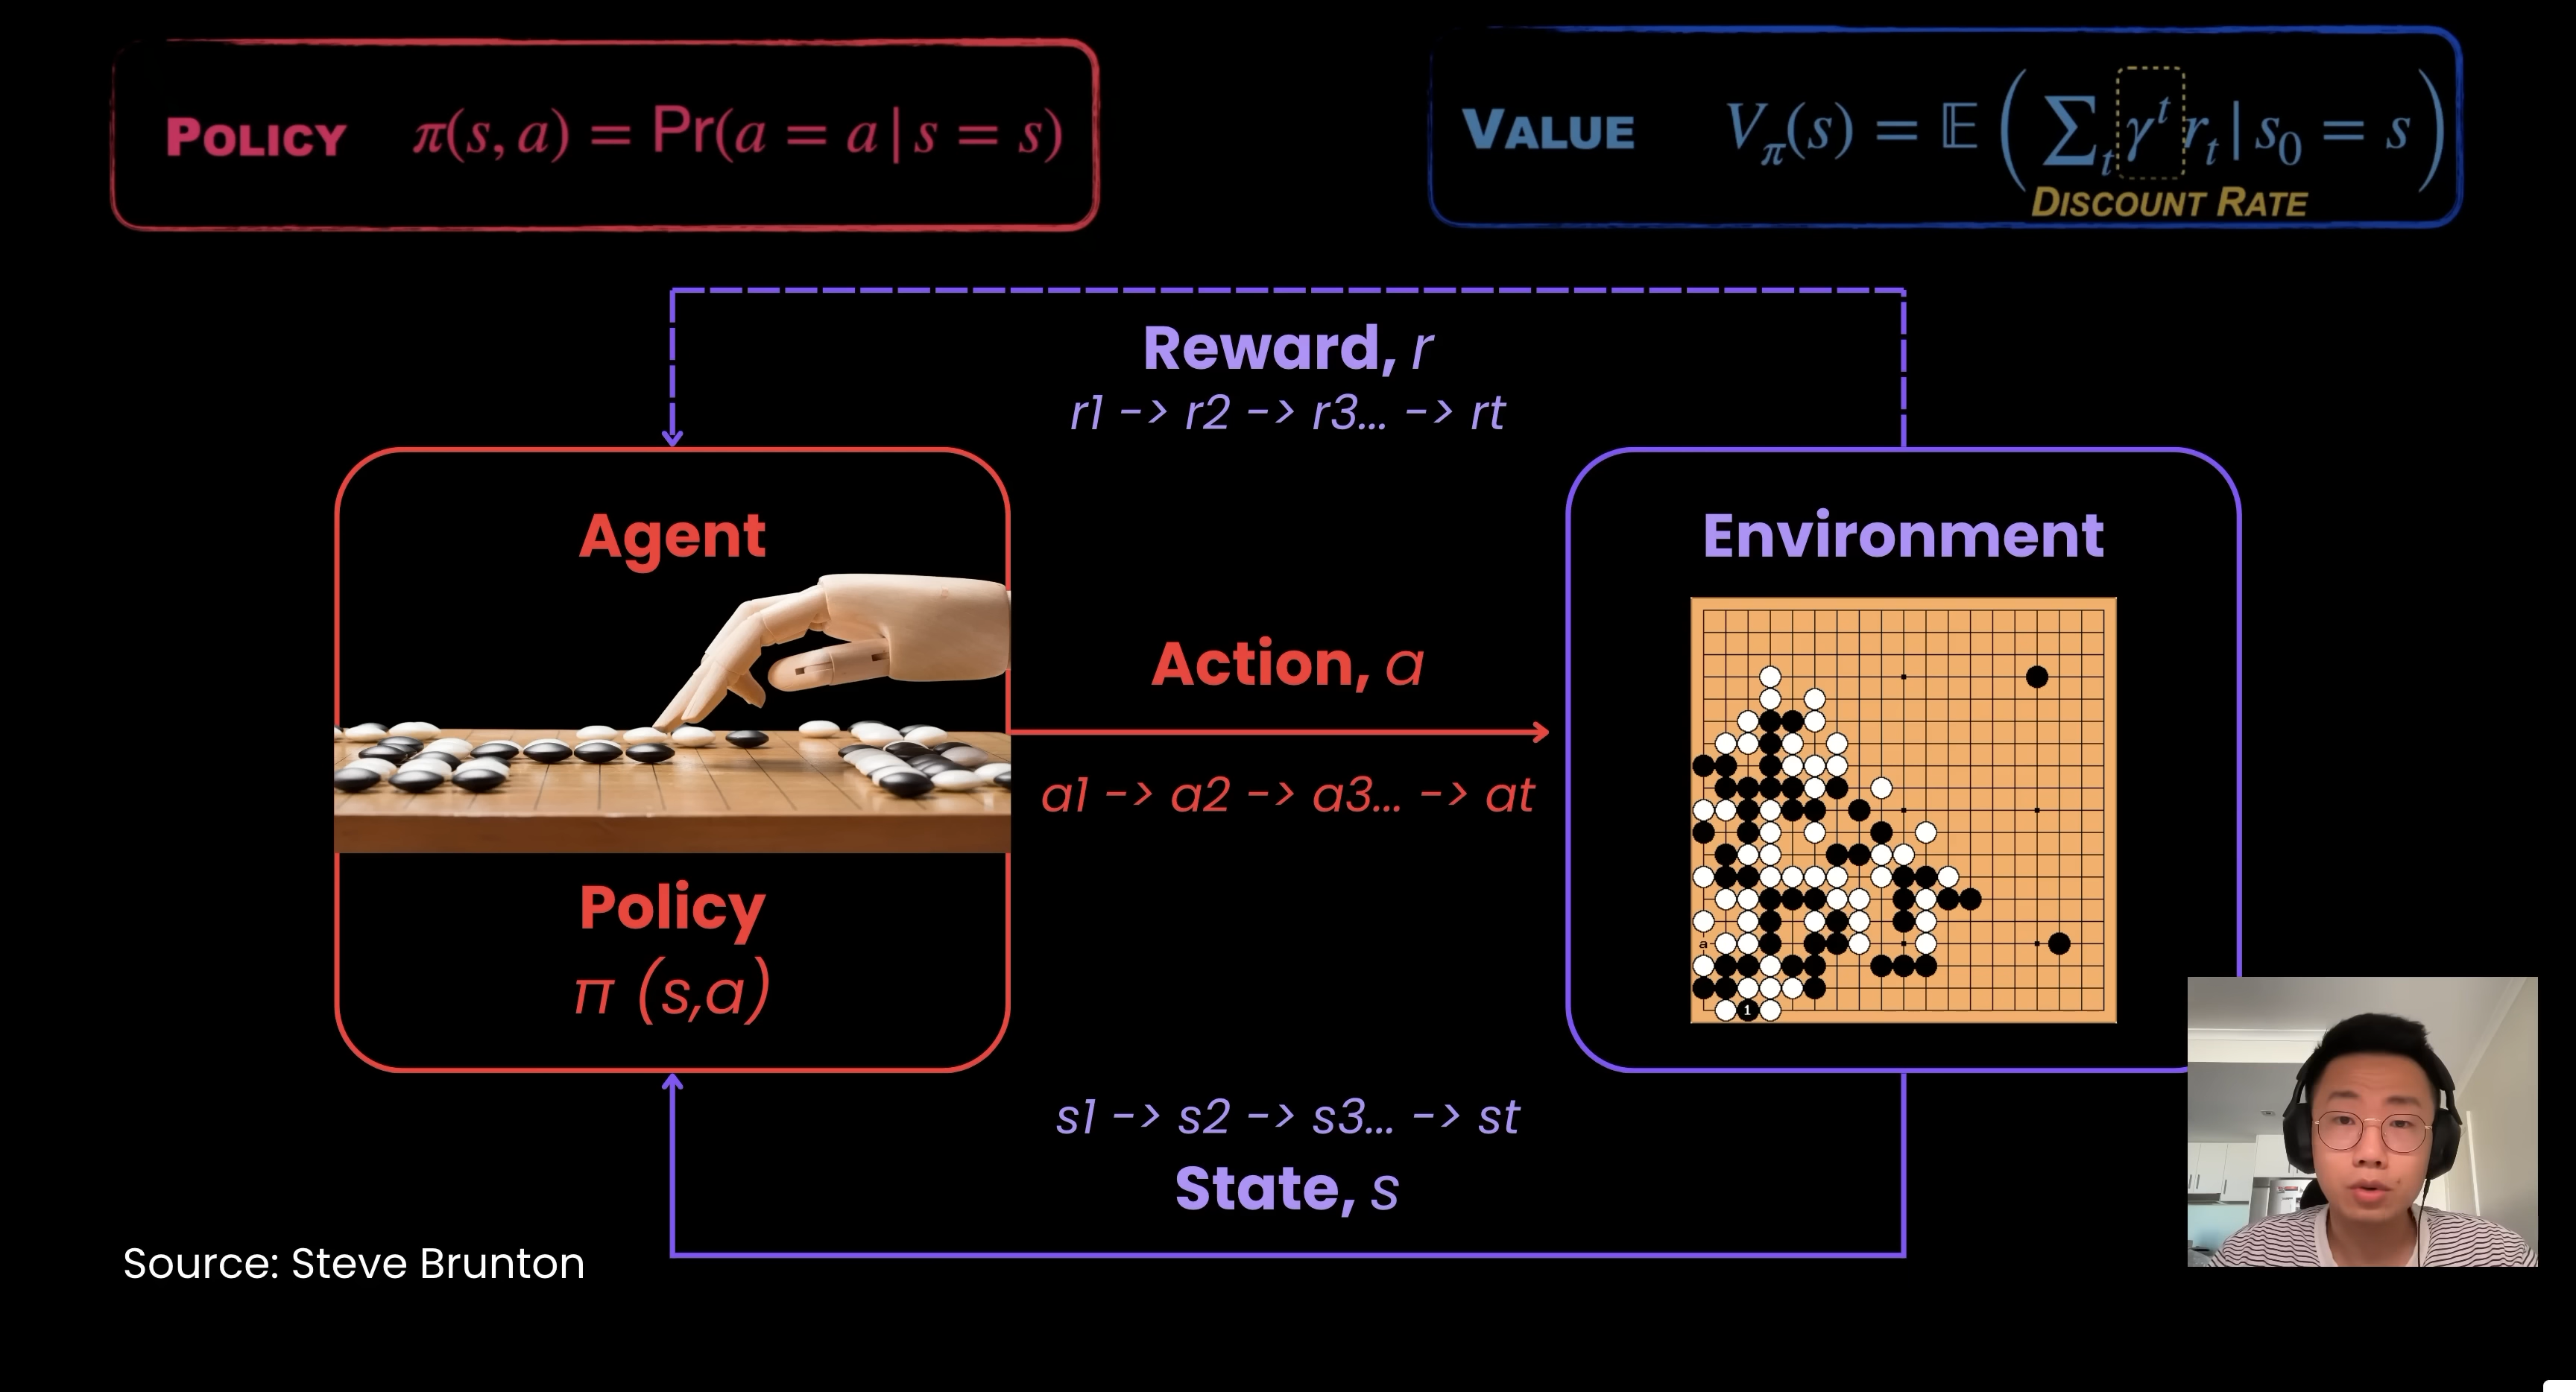 POLICY π(s, a) = Pr(a = a | s = s)
VALUE V_π(s) = 𝔼 ( ∑_t γ^t r_t | s_0 = s )
DISCOUNT RATE
Reward, r
r1 -> r2 -> r3... -> rt
Agent
Environment
Action, a
a1 -> a2 -> a3... -> at
Policy
π (s,a)
a
1
s1 -> s2 -> s3... -> st
State, s
Source: Steve Brunton